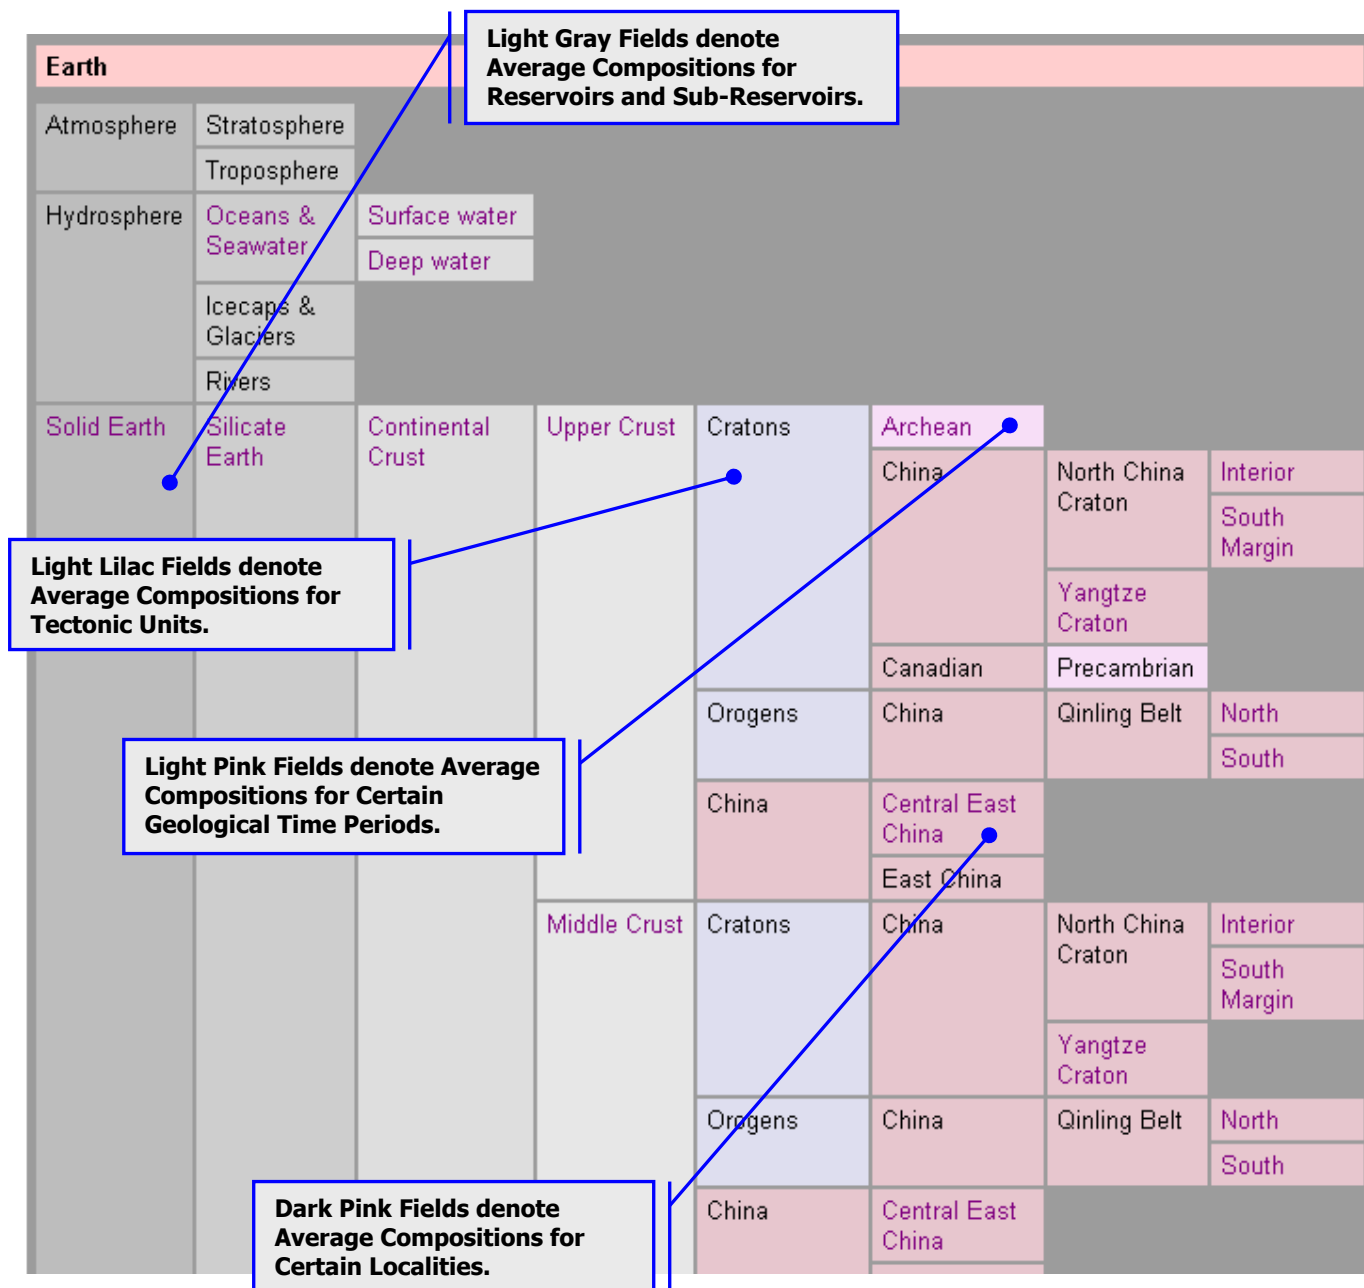 Light Gray Fields denote
Average Compositions for
Reservoirs and Sub-Reservoirs.
Earth
Atmosphere
Stratosphere
Troposphere
Hydrosphere
Oceans &
Seawater
Surface water
Deep water
Icecaps &
Glaciers
Rivers
Solid Earth
Silicate
Earth
Continental
Crust
Upper Crust
Cratons
Archean
China
North China
Craton
Interior
South
Margin
Yangtze
Craton
Canadian
Precambrian
Light Lilac Fields denote
Average Compositions for
Tectonic Units.
Orogens
China
Qinling Belt
North
South
Light Pink Fields denote Average
Compositions for Certain
Geological Time Periods.
China
Central East
China
East China
Middle Crust
Cratons
China
North China
Craton
Interior
South
Margin
Yangtze
Craton
Orogens
China
Qinling Belt
North
South
Dark Pink Fields denote
Average Compositions for
Certain Localities.
China
Central East
China